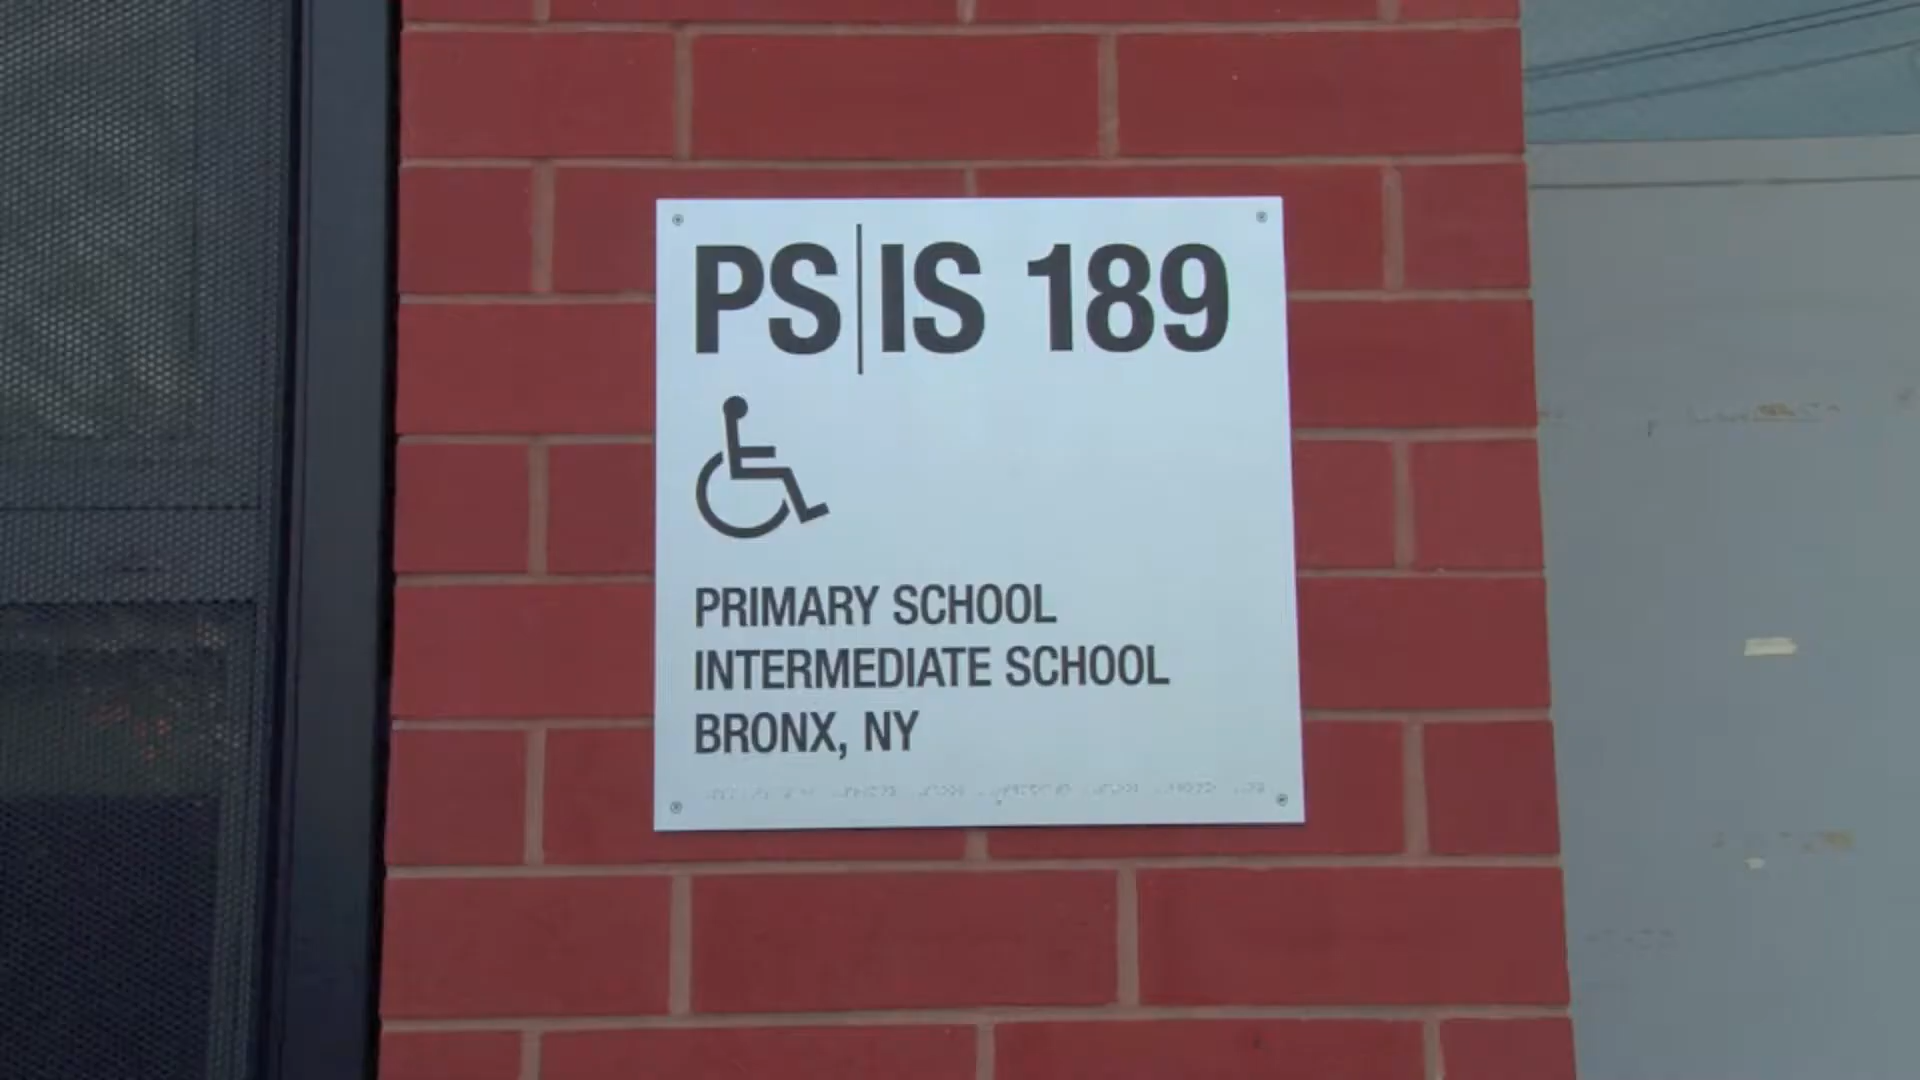 PS|IS 189
PRIMARY SCHOOL
INTERMEDIATE SCHOOL
BRONX, NY